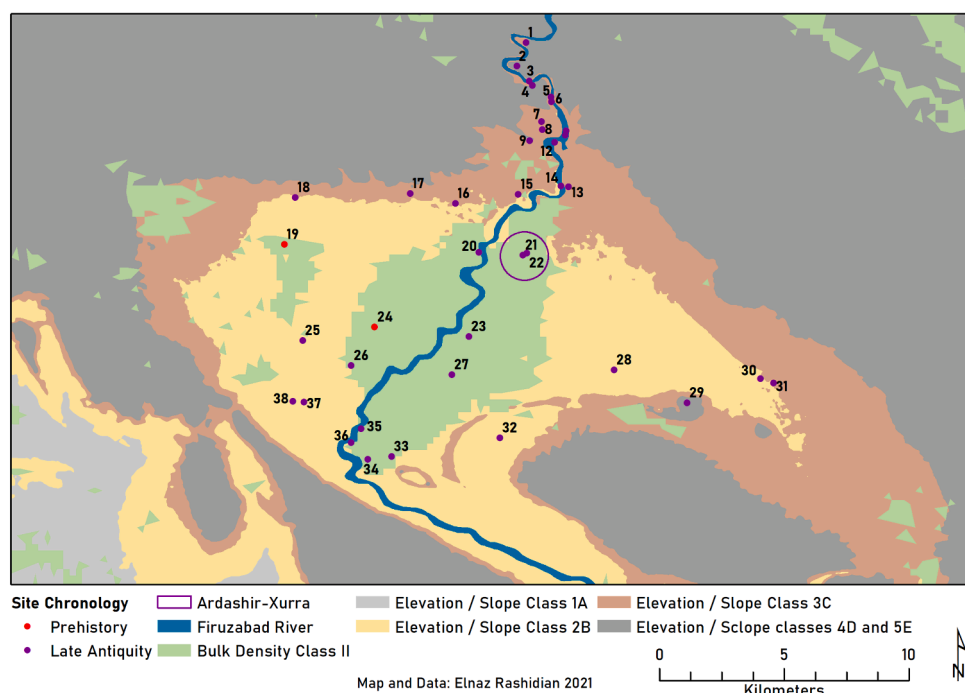 1
2
3
4
5
6
7
8
9
12
14
13
15
16
17
18
19
20
21
22
23
24
25
26
27
28
29
30
31
32
33
34
35
36
37
38
Site Chronology
Prehistory
Late Antiquity
Ardashir-Xurra
Firuzabad River
Bulk Density Class II
Elevation / Slope Class 1A
Elevation / Slope Class 2B
Elevation / Slope Class 3C
Elevation / Sclope classes 4D and 5E
Map and Data: Elnaz Rashidian 2021
0 5 10
Kilometers
N